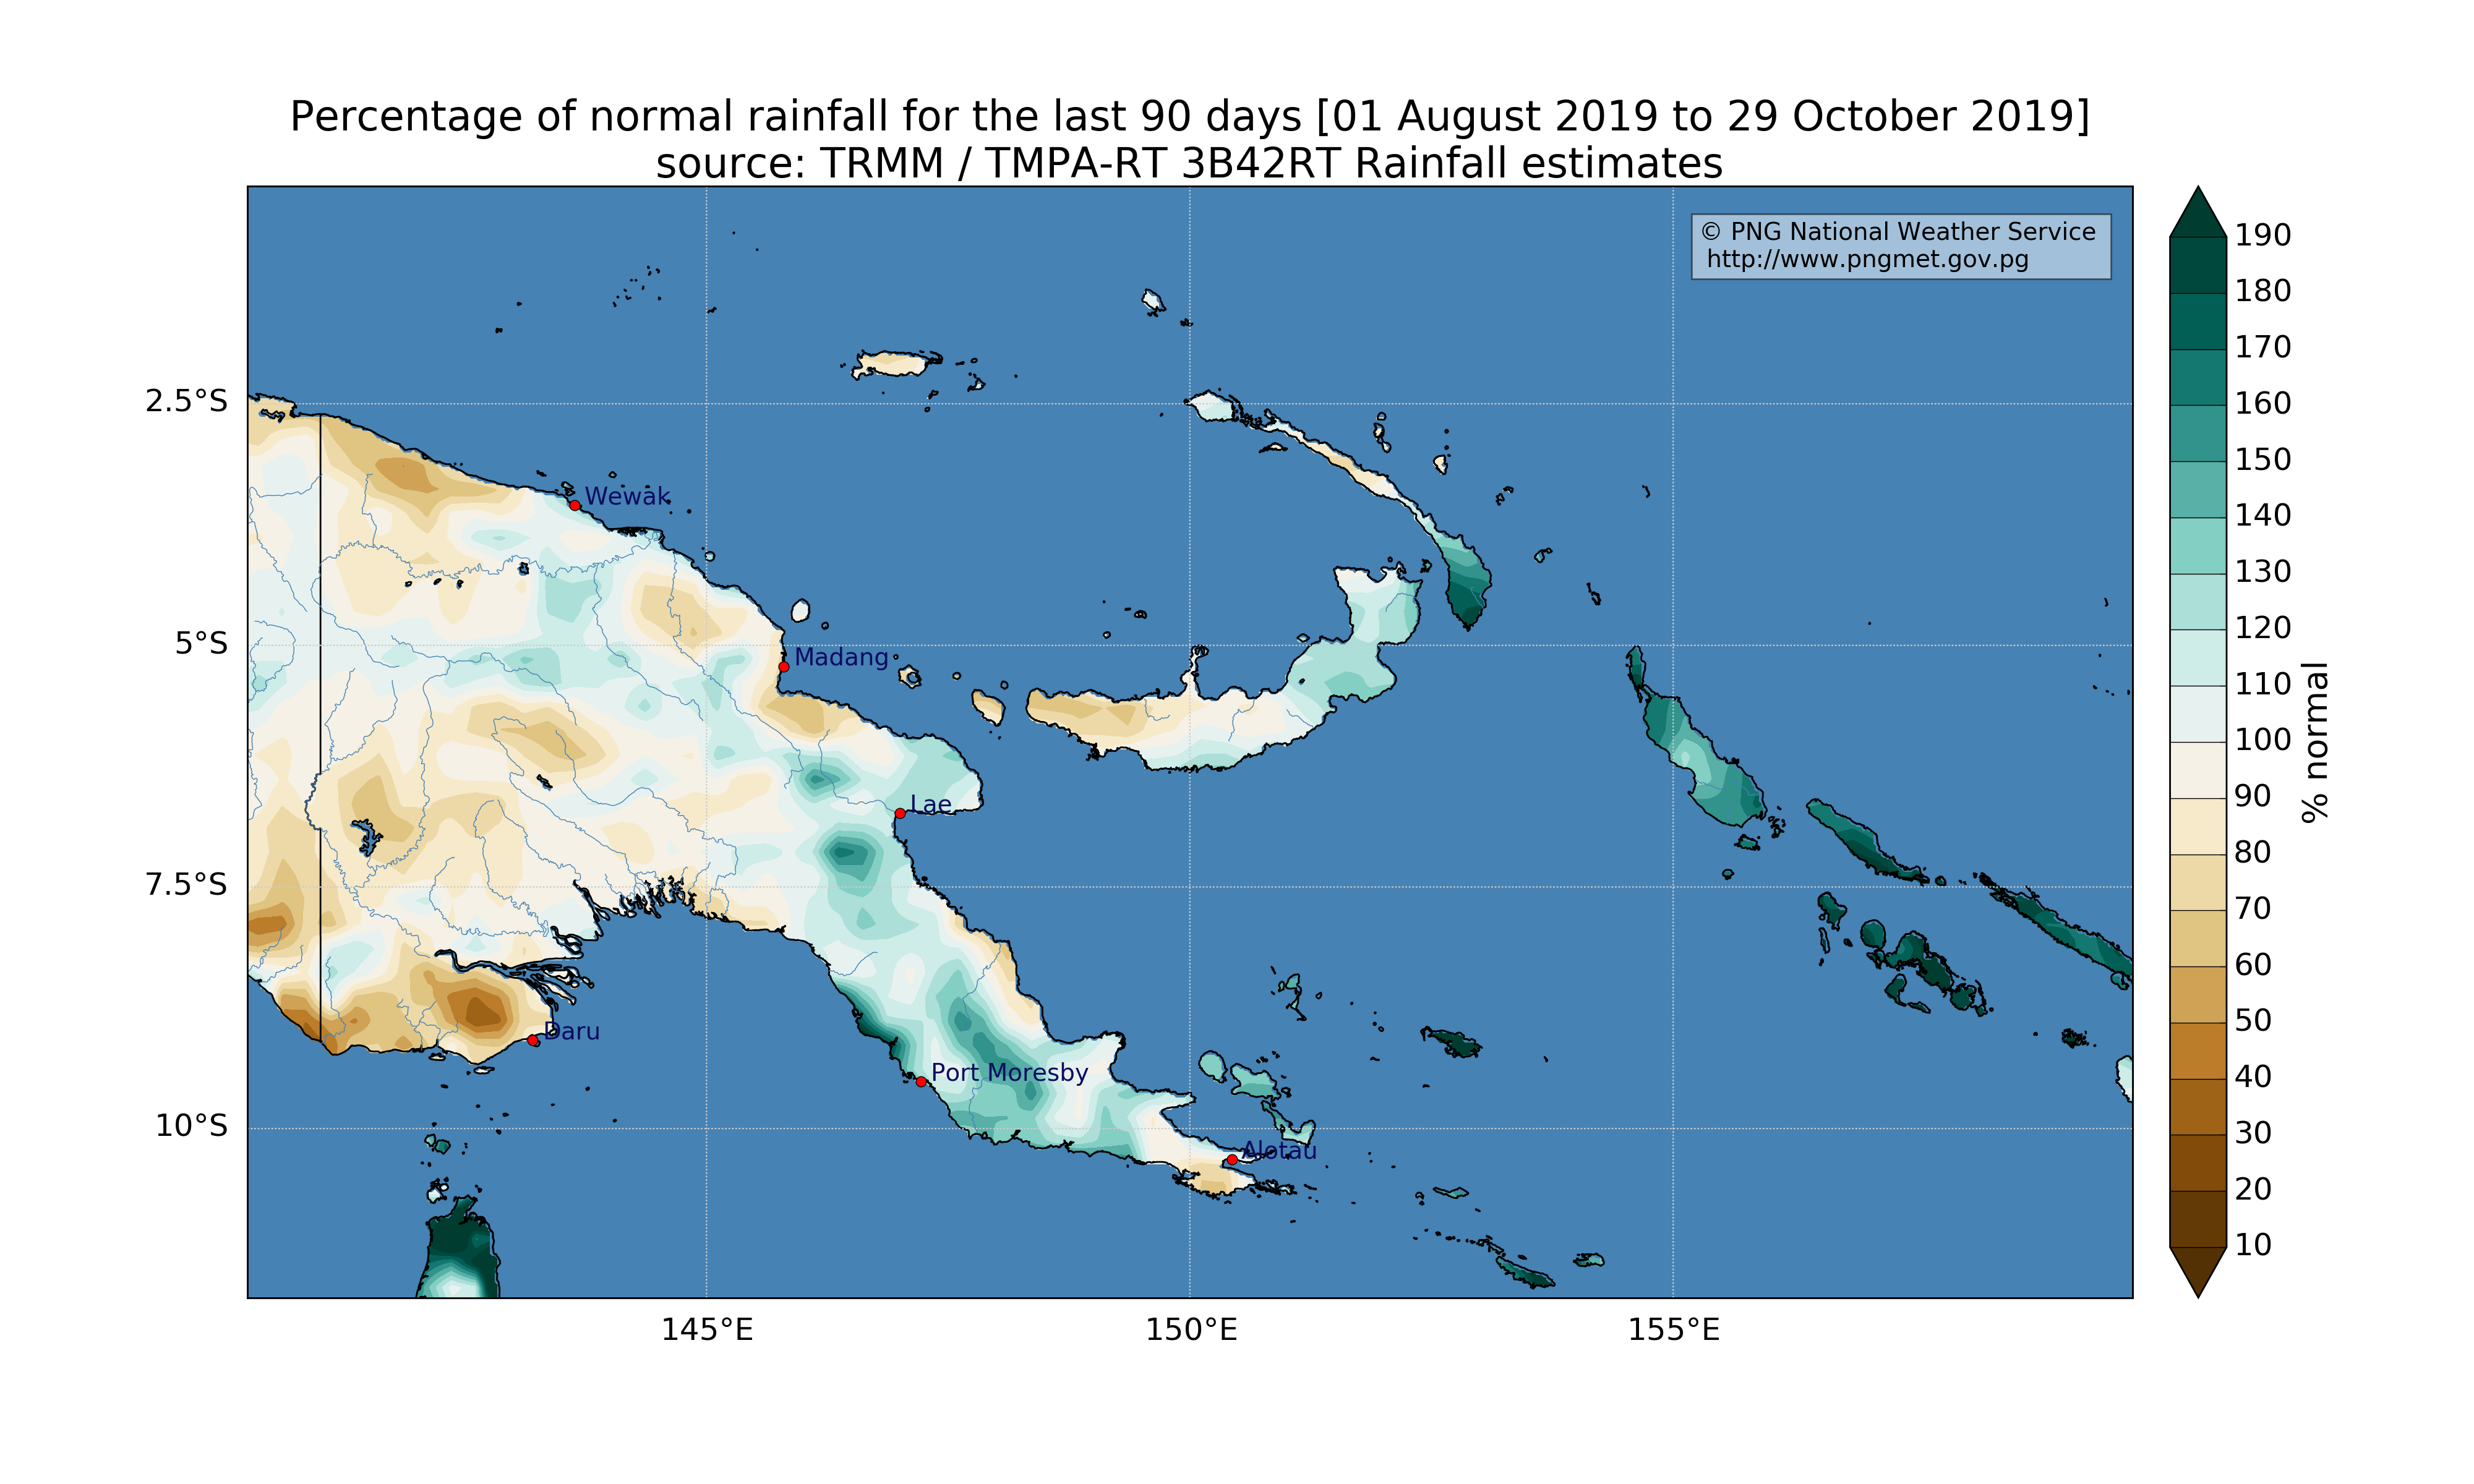 Percentage of normal rainfall for the last 90 days [01 August 2019 to 29 October 2019]
source: TRMM / TMPA-RT 3B42RT Rainfall estimates
© PNG National Weather Service
http://www.pngmet.gov.pg
2.5°S
5°S
7.5°S
10°S
Wewak
Madang
Lae
Daru
Port Moresby
Alotau
145°E
150°E
155°E
190
180
170
160
150
140
130
120
110
100
90
80
70
60
50
40
30
20
10
% normal